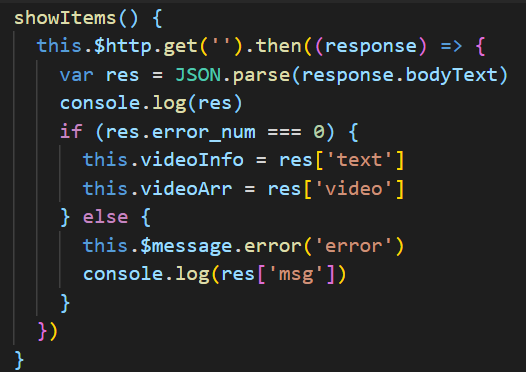 showItems() {
  this.$http.get('').then((response) => {
    var res = JSON.parse(response.bodyText)
    console.log(res)
    if (res.error_num === 0) {
      this.videoInfo = res['text']
      this.videoArr = res['video']
    } else {
      this.$message.error('error')
      console.log(res['msg'])
    }
  })
}